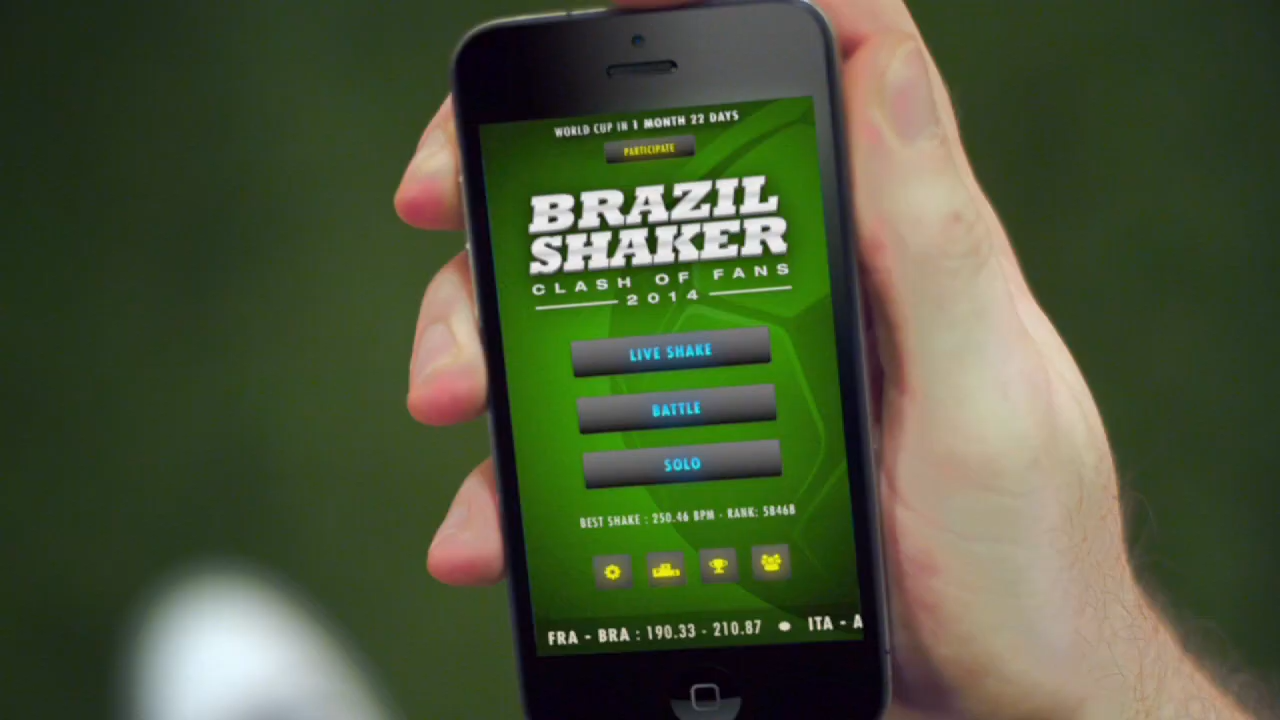 WORLD CUP IN 1 MONTH 22 DAYS
PARTICIPATE
BRAZIL
SHAKER
CLASH OF FANS
2014
LIVE SHAKE
BATTLE
SOLO
BEST SHAKE : 250.46 BPM - RANK: 58468
FRA - BRA : 190.33 - 210.87 ● ITA - A